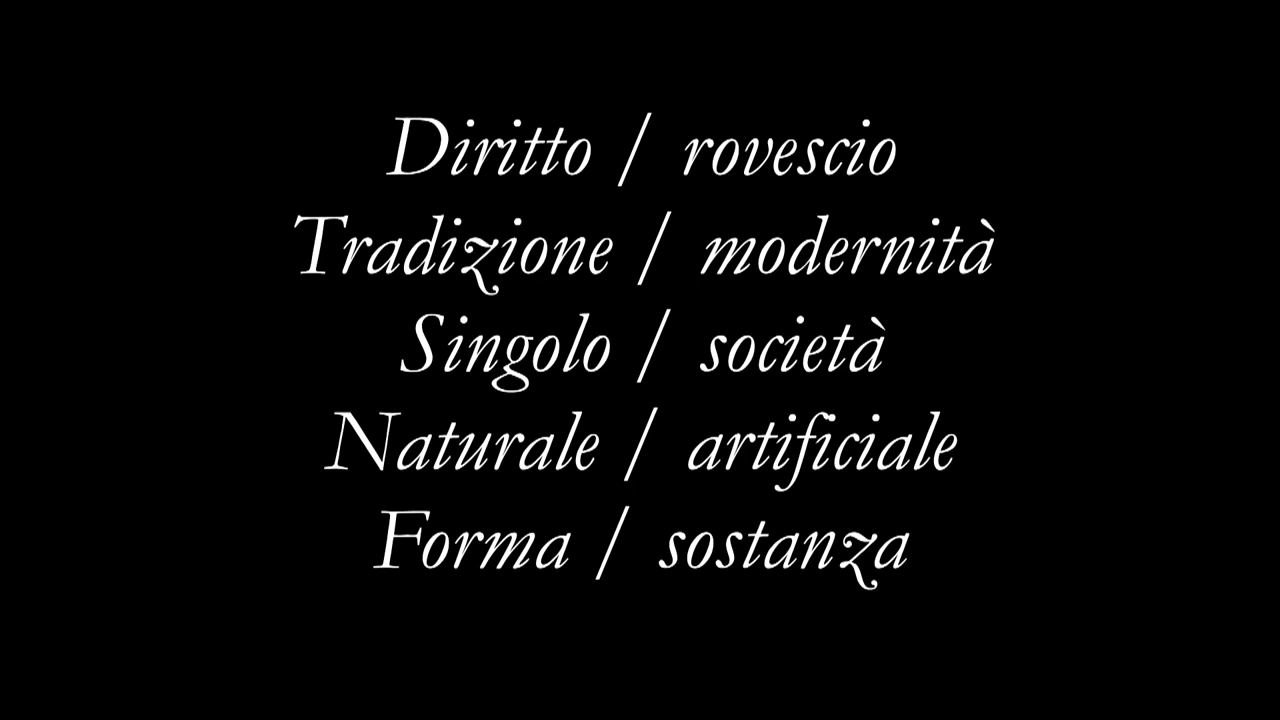 Diritto / rovescio
Tradizione / modernità
Singolo / società
Naturale / artificiale
Forma / sostanza